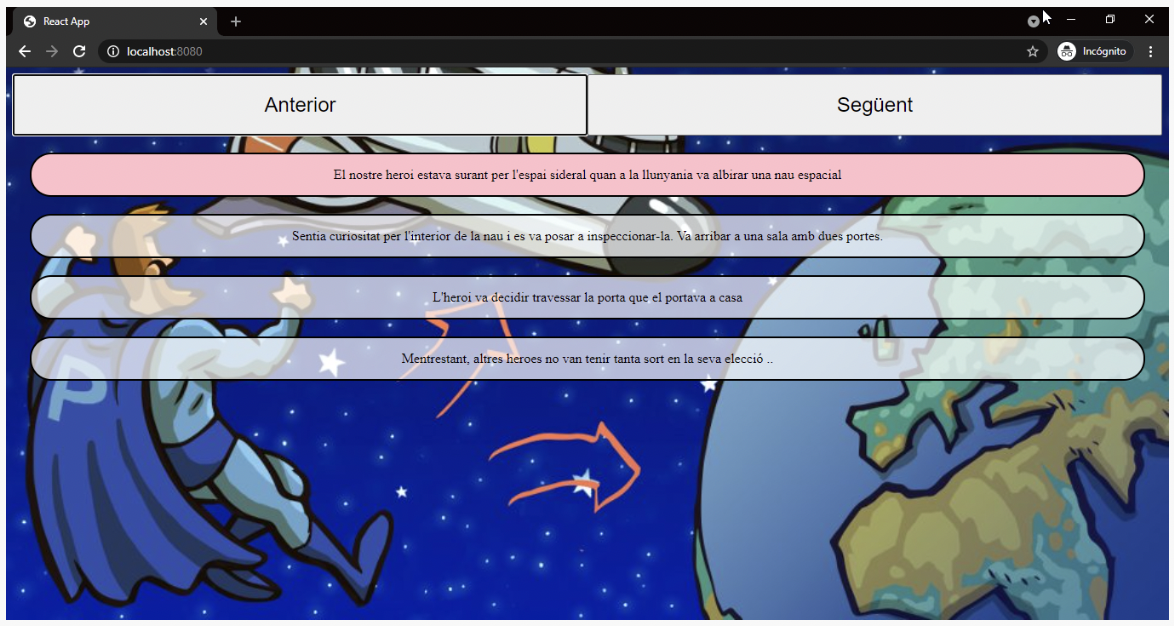 React App
localhost:8080
Incógnito
Anterior
Següent
El nostre heroi estava surant per l'espai sideral quan a la llunyania va albirar una nau espacial
Sentia curiositat per l'interior de la nau i es va posar a inspeccionar-la. Va arribar a una sala amb dues portes.
L'heroi va decidir travessar la porta que el portava a casa
Mentrestant, altres heroes no van tenir tanta sort en la seva elecció ..
P